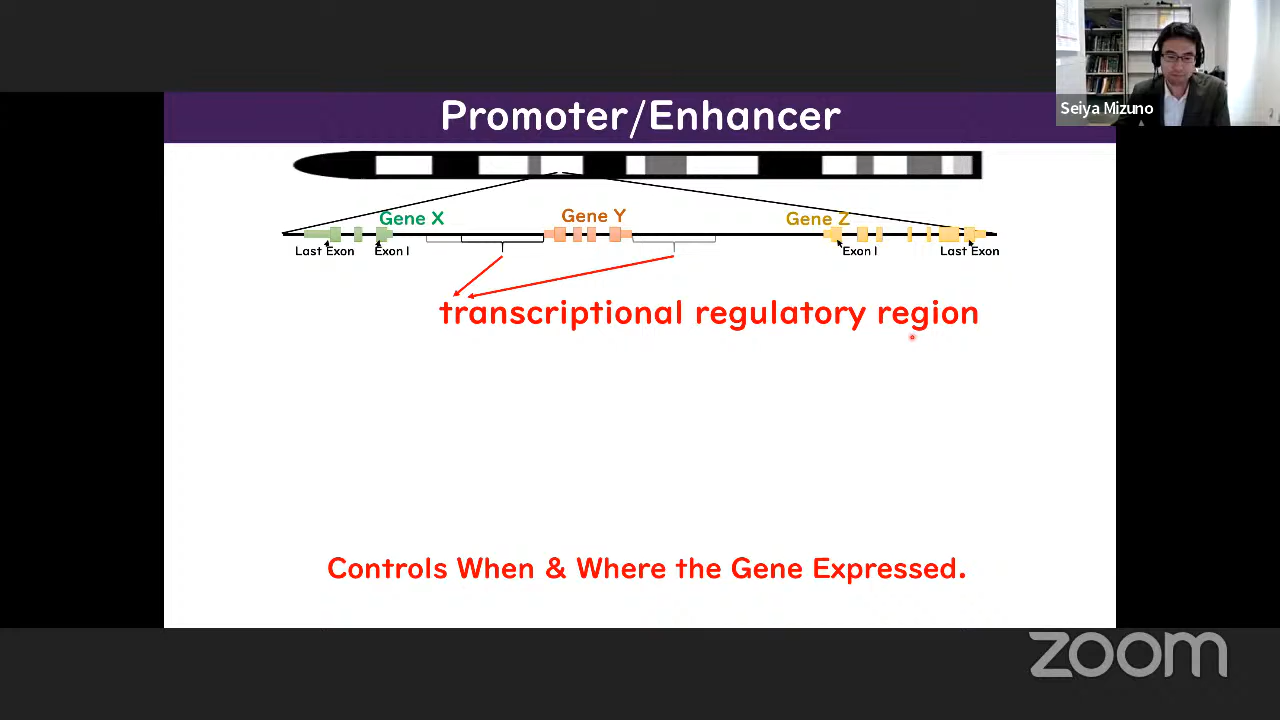 Seiya Mizuno
Promoter/Enhancer
Gene X
Gene Y
Gene Z
Last Exon
Exon I
Exon I
Last Exon
transcriptional regulatory region
Controls When & Where the Gene Expressed.
zoom